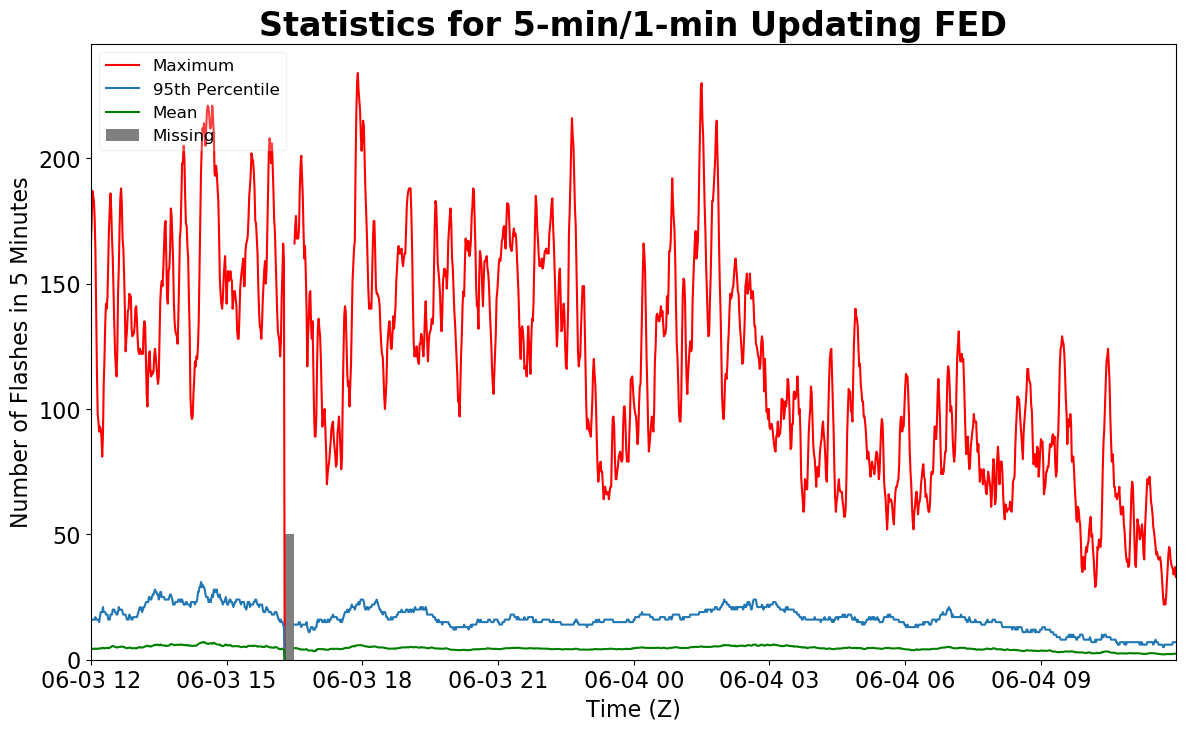 Statistics for 5-min/1-min Updating FED
Maximum
95th Percentile
Mean
Missing
Number of Flashes in 5 Minutes
200
150
100
50
0
06-03 12 06-03 15 06-03 18 06-03 21 06-04 00 06-04 03 06-04 06 06-04 09
Time (Z)